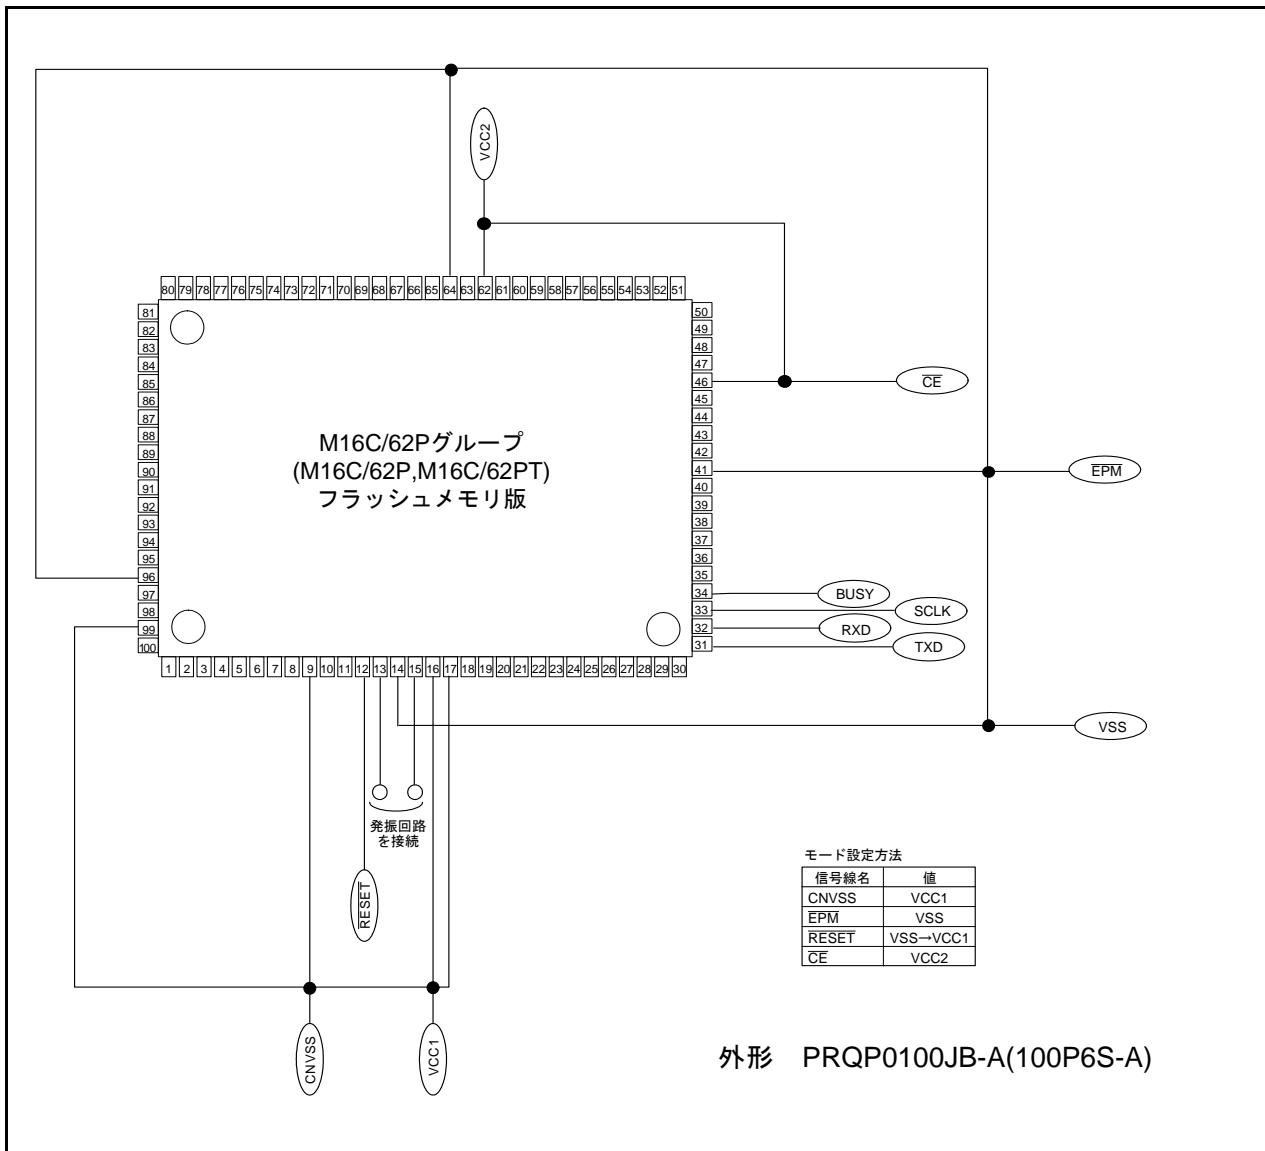 VCC2
80 79 78 77 76 75 74 73 72 71 70 69 68 67 66 65 64 63 62 61 60 59 58 57 56 55 54 53 52 51
81
82
83
84
85
86
87
88
89
90
91
92
93
94
95
96
97
98
99
100
50
49
48
47
46
45
44
43
42
41
40
39
38
37
36
35
34
33
32
31
CE
EPM
M16C/62Pグループ
(M16C/62P,M16C/62PT)
フラッシュメモリ版
BUSY
SCLK
RXD
TXD
1 2 3 4 5 6 7 8 9 10 11 12 13 14 15 16 17 18 19 20 21 22 23 24 25 26 27 28 29 30
VSS
発振回路
を接続
RESET
CNVSS
VCC1
モード設定方法
信号線名 値
CNVSS VCC1
EPM VSS
RESET VSS→VCC1
CE VCC2
外形 PRQP0100JB-A(100P6S-A)